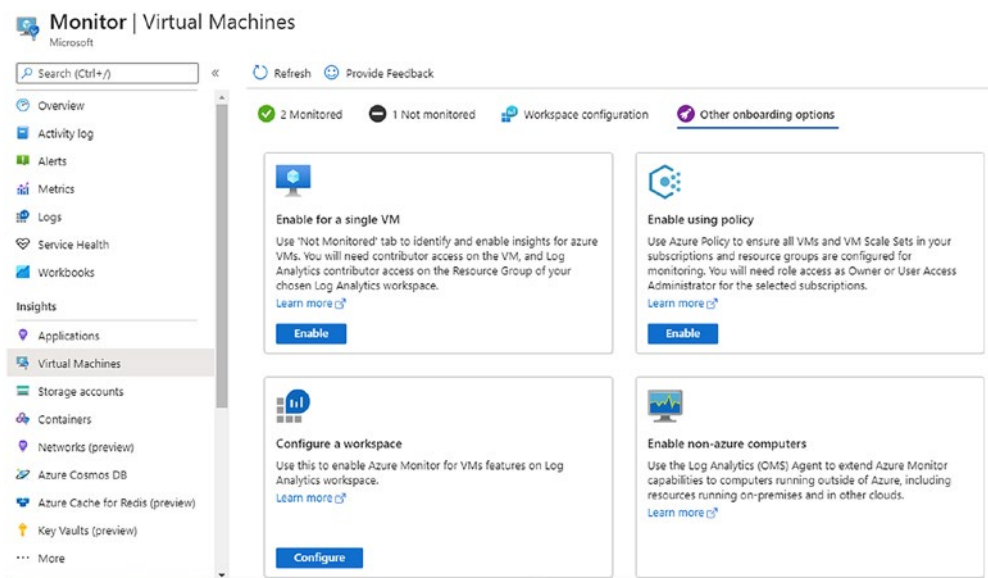 Monitor | Virtual Machines
Microsoft
Search (Ctrl+/)
«
Overview
Activity log
Alerts
Metrics
Logs
Service Health
Workbooks
Insights
Applications
Virtual Machines
Storage accounts
Containers
Networks (preview)
Azure Cosmos DB
Azure Cache for Redis (preview)
Key Vaults (preview)
··· More
Refresh
Provide Feedback
2 Monitored
1 Not monitored
Workspace configuration
Other onboarding options
Enable for a single VM
Use 'Not Monitored' tab to identify and enable insights for azure
VMs. You will need contributor access on the VM, and Log
Analytics contributor access on the Resource Group of your
chosen Log Analytics workspace.
Learn more
Enable
Enable using policy
Use Azure Policy to ensure all VMs and VM Scale Sets in your
subscriptions and resource groups are configured for
monitoring. You will need role access as Owner or User Access
Administrator for the selected subscriptions.
Learn more
Enable
Configure a workspace
Use this to enable Azure Monitor for VMs features on Log
Analytics workspace.
Learn more
Configure
Enable non-azure computers
Use the Log Analytics (OMS) Agent to extend Azure Monitor
capabilities to computers running outside of Azure, including
resources running on-premises and in other clouds.
Learn more